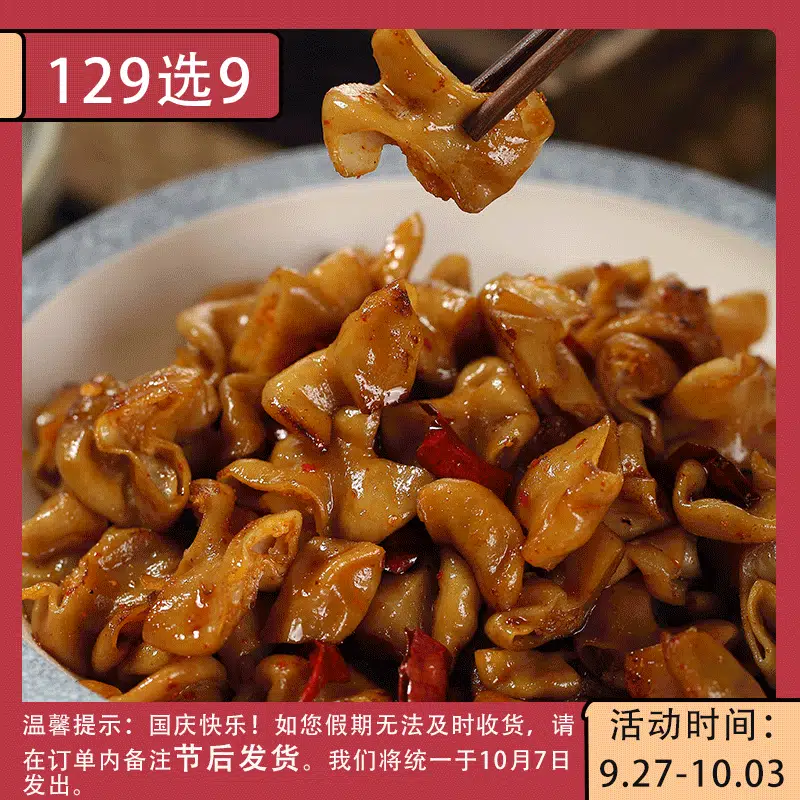 129选9
温馨提示：国庆快乐！如您假期无法及时收货，请
在订单内备注节后发货。我们将统一于10月7日
发出。
活动时间：
9.27-10.03